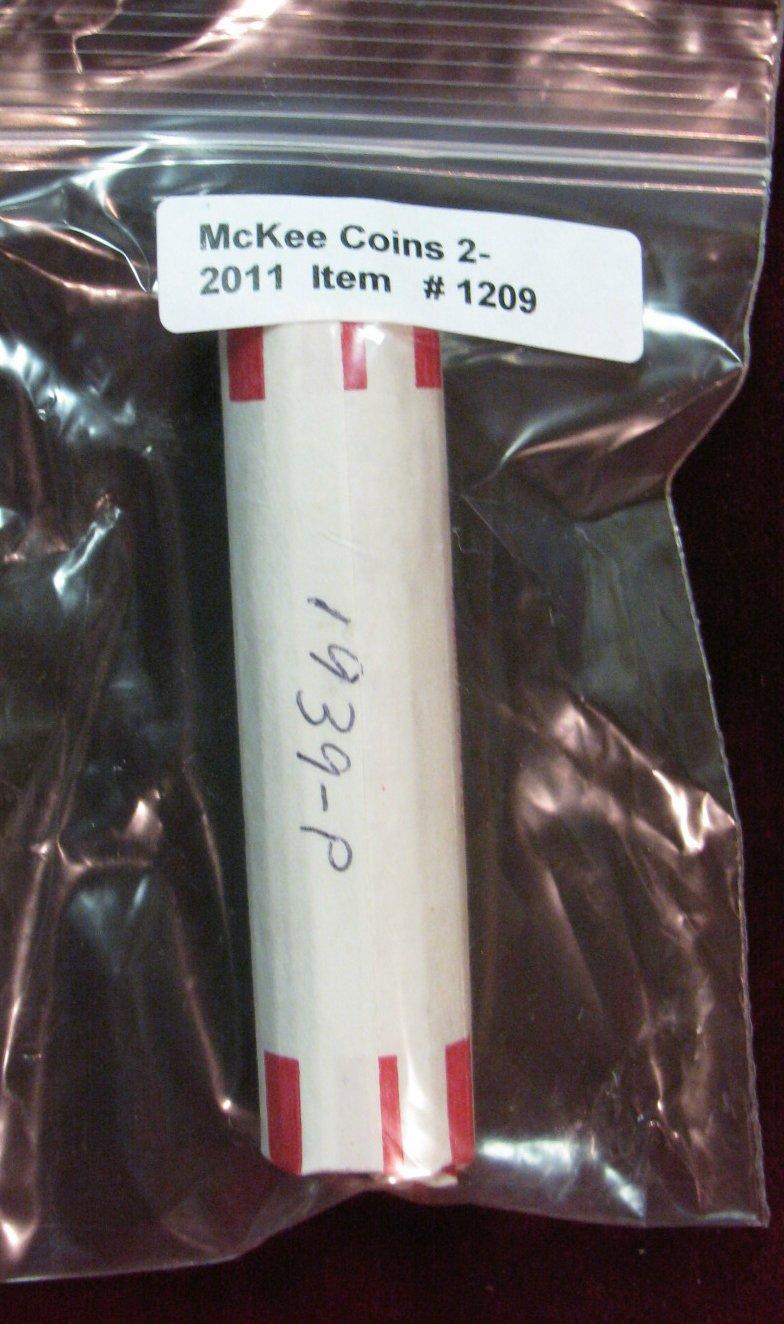 McKee Coins 2-
2011 Item # 1209
1939-P